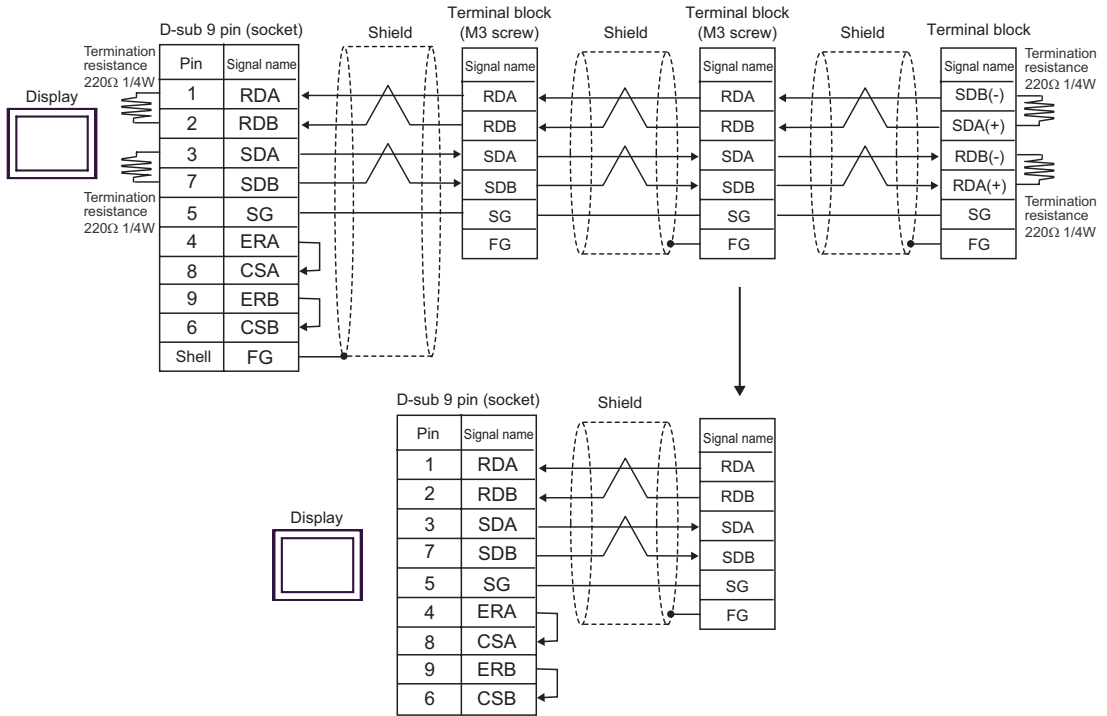 Terminal block
(M3 screw)
Terminal block
(M3 screw)
D-sub 9 pin (socket)
Shield
Shield
Shield
Terminal block
Termination
resistance
220Ω 1/4W
Termination
resistance
220Ω 1/4W
Display
Pin Signal name
1 RDA
2 RDB
3 SDA
7 SDB
5 SG
4 ERA
8 CSA
9 ERB
6 CSB
Shell FG
Termination
resistance
220Ω 1/4W
Signal name
RDA
RDB
SDA
SDB
SG
FG
Signal name
RDA
RDB
SDA
SDB
SG
FG
Signal name
SDB(-)
SDA(+)
RDB(-)
RDA(+)
SG
FG
Termination
resistance
220Ω 1/4W
D-sub 9 pin (socket)
Shield
Display
Pin Signal name
1 RDA
2 RDB
3 SDA
7 SDB
5 SG
4 ERA
8 CSA
9 ERB
6 CSB
Signal name
RDA
RDB
SDA
SDB
SG
FG